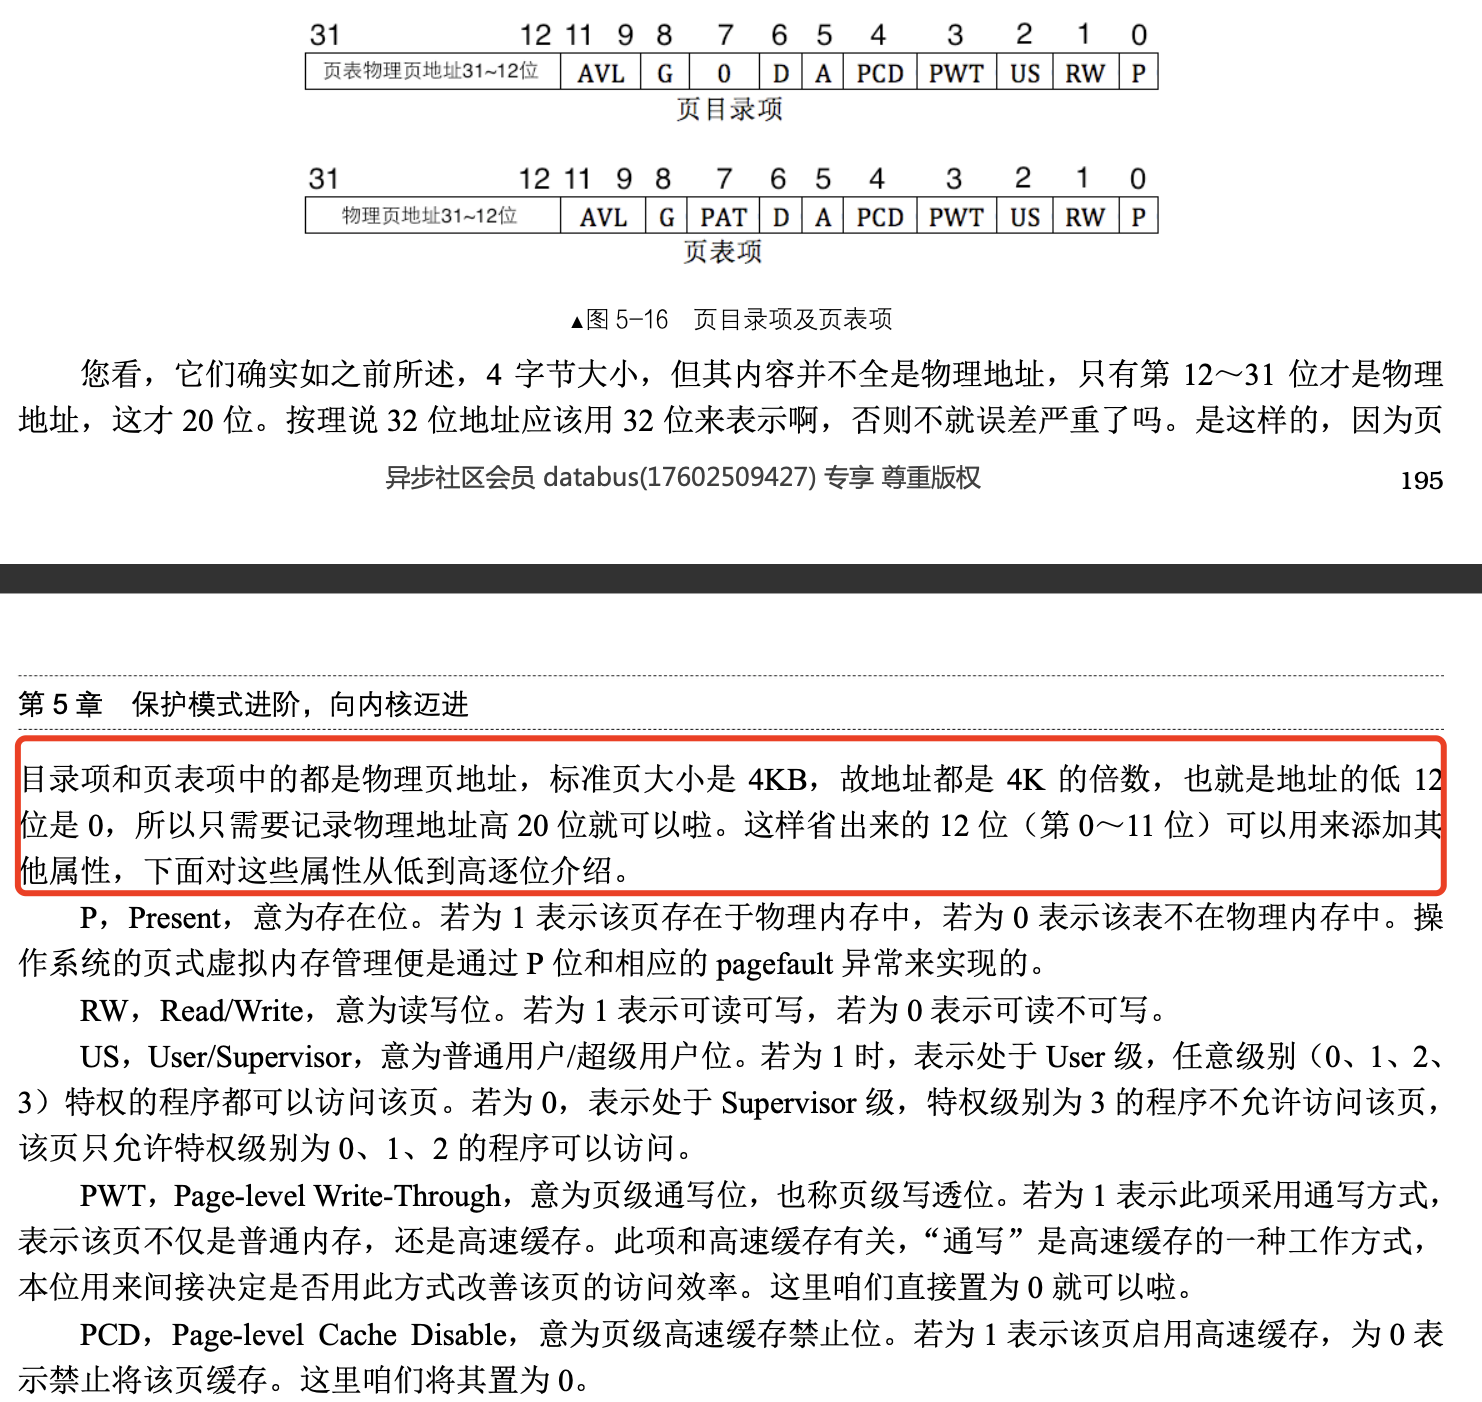 31 12 11 9 8 7 6 5 4 3 2 1 0
页表物理页地址31~12位 AVL G 0 D A PCD PWT US RW P
页目录项
31 12 11 9 8 7 6 5 4 3 2 1 0
物理页地址31~12位 AVL G PAT D A PCD PWT US RW P
页表项
▲图 5-16 页目录项及页表项
您看，它们确实如之前所述，4 字节大小，但其内容并不全是物理地址，只有第 12～31 位才是物理
地址，这才 20 位。按理说 32 位地址应该用 32 位来表示啊，否则不就误差严重了吗。是这样的，因为页
异步社区会员 databus(17602509427) 专享 尊重版权
195
第 5 章 保护模式进阶，向内核迈进
目录项和页表项中的都是物理页地址，标准页大小是 4KB，故地址都是 4K 的倍数，也就是地址的低 12
位是 0，所以只需要记录物理地址高 20 位就可以啦。这样省出来的 12 位（第 0～11 位）可以用来添加其
他属性，下面对这些属性从低到高逐位介绍。
P，Present，意为存在位。若为 1 表示该页存在于物理内存中，若为 0 表示该表不在物理内存中。操
作系统的页式虚拟内存管理便是通过 P 位和相应的 pagefault 异常来实现的。
RW，Read/Write，意为读写位。若为 1 表示可读可写，若为 0 表示可读不可写。
US，User/Supervisor，意为普通用户/超级用户位。若为 1 时，表示处于 User 级，任意级别（0、1、2、
3）特权的程序都可以访问该页。若为 0，表示处于 Supervisor 级，特权级别为 3 的程序不允许访问该页，
该页只允许特权级别为 0、1、2 的程序可以访问。
PWT，Page-level Write-Through，意为页级通写位，也称页级写透位。若为 1 表示此项采用通写方式，
表示该页不仅是普通内存，还是高速缓存。此项和高速缓存有关，“通写”是高速缓存的一种工作方式，
本位用来间接决定是否用此方式改善该页的访问效率。这里咱们直接置为 0 就可以啦。
PCD，Page-level Cache Disable，意为页级高速缓存禁止位。若为 1 表示该页启用高速缓存，为 0 表
示禁止将该页缓存。这里咱们将其置为 0。